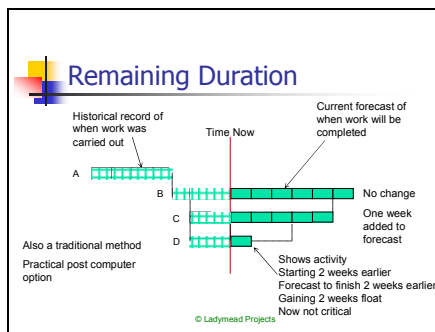 Remaining Duration
Historical record of
when work was
carried out
Time Now
Current forecast of
when work will be
completed
A
B
No change
C
One week
added to
forecast
D
Also a traditional method
Practical post computer
option
Shows activity
Starting 2 weeks earlier
Forecast to finish 2 weeks earlier
Gaining 2 weeks float
Now not critical
© Ladymead Projects